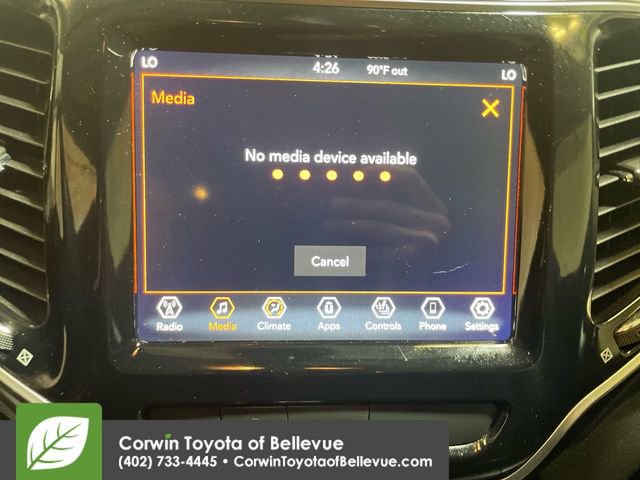 LO 4:26 90°F out LO
Media
No media device available
Cancel
Radio Media Climate Apps Controls Phone Settings
Corwin Toyota of Bellevue
(402) 733-4445 • CorwinToyotaofBellevue.com